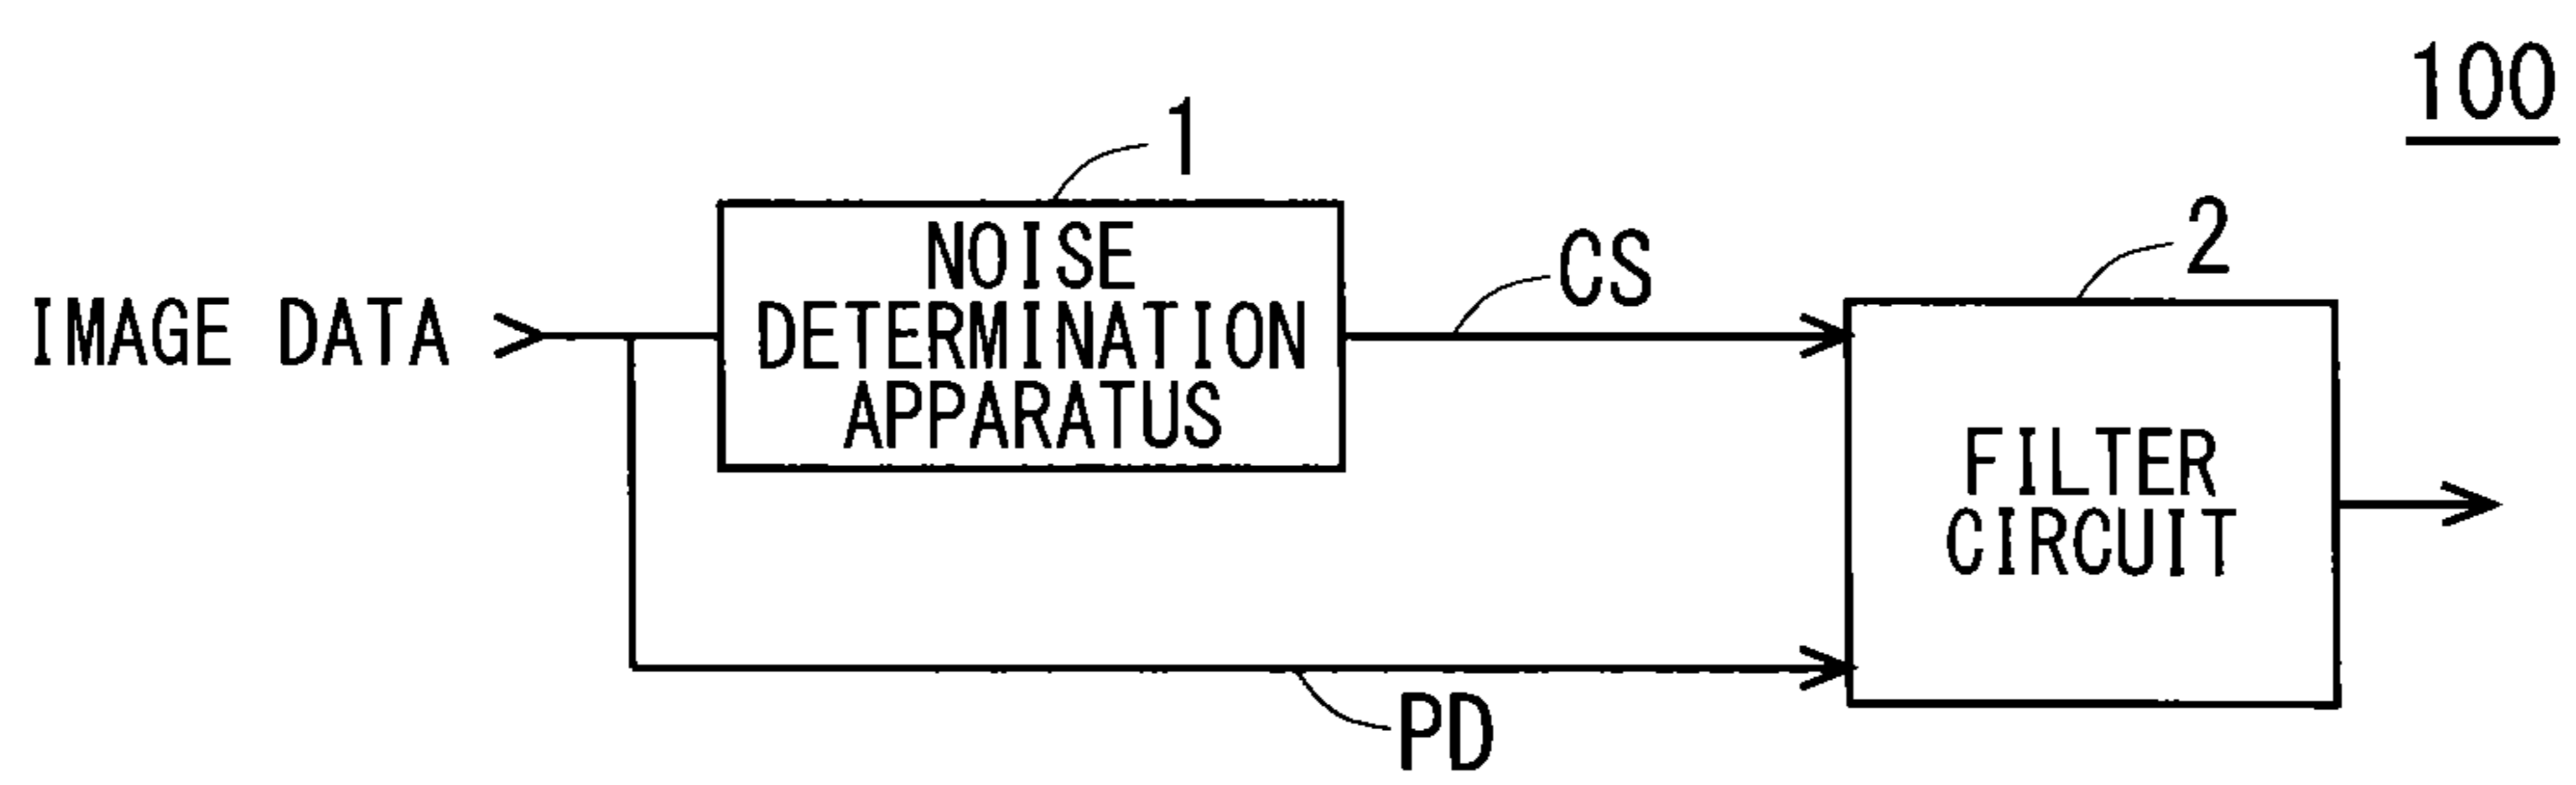 100
1
2
NOISE
DETERMINATION
APPARATUS
CS
IMAGE DATA
FILTER
CIRCUIT
PD